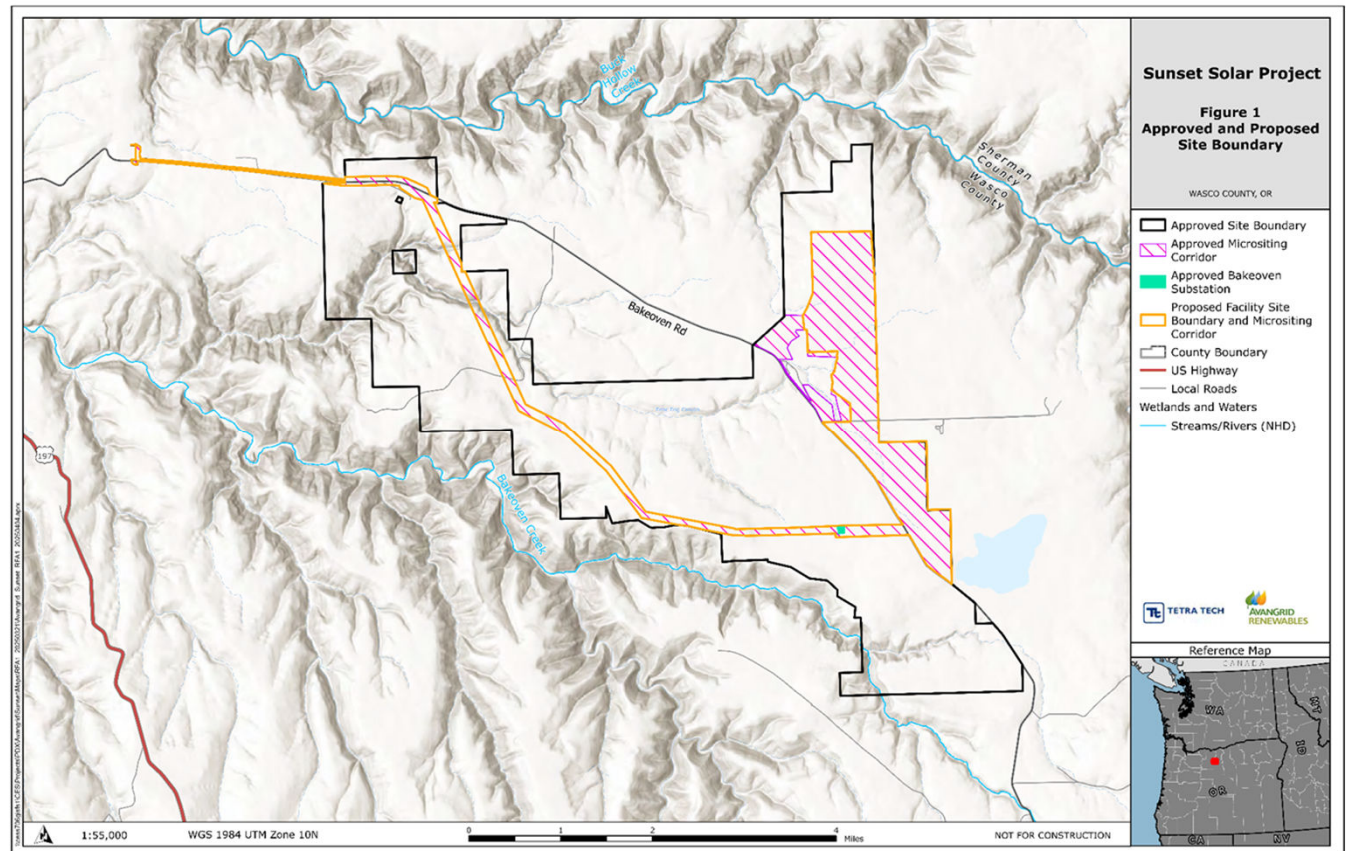 Sunset Solar Project
Figure 1
Approved and Proposed
Site Boundary
WASCO COUNTY, OR
Approved Site Boundary
Approved Micrositing
Corridor
Approved Bakeoven
Substation
Proposed Facility Site
Boundary and Micrositing
Corridor
County Boundary
US Highway
Local Roads
Wetlands and Waters
Streams/Rivers (NHD)
TETRA TECH
AVANGRID
RENEWABLES
Reference Map
CANADA
WA
OR
ID
CA
NV
Buck
Hollow
Creek
Sherman
County
Wasco
County
Bakeoven Rd
Bakeoven Creek
197
1:55,000
WGS 1984 UTM Zone 10N
0
1
2
4
Miles
NOT FOR CONSTRUCTION